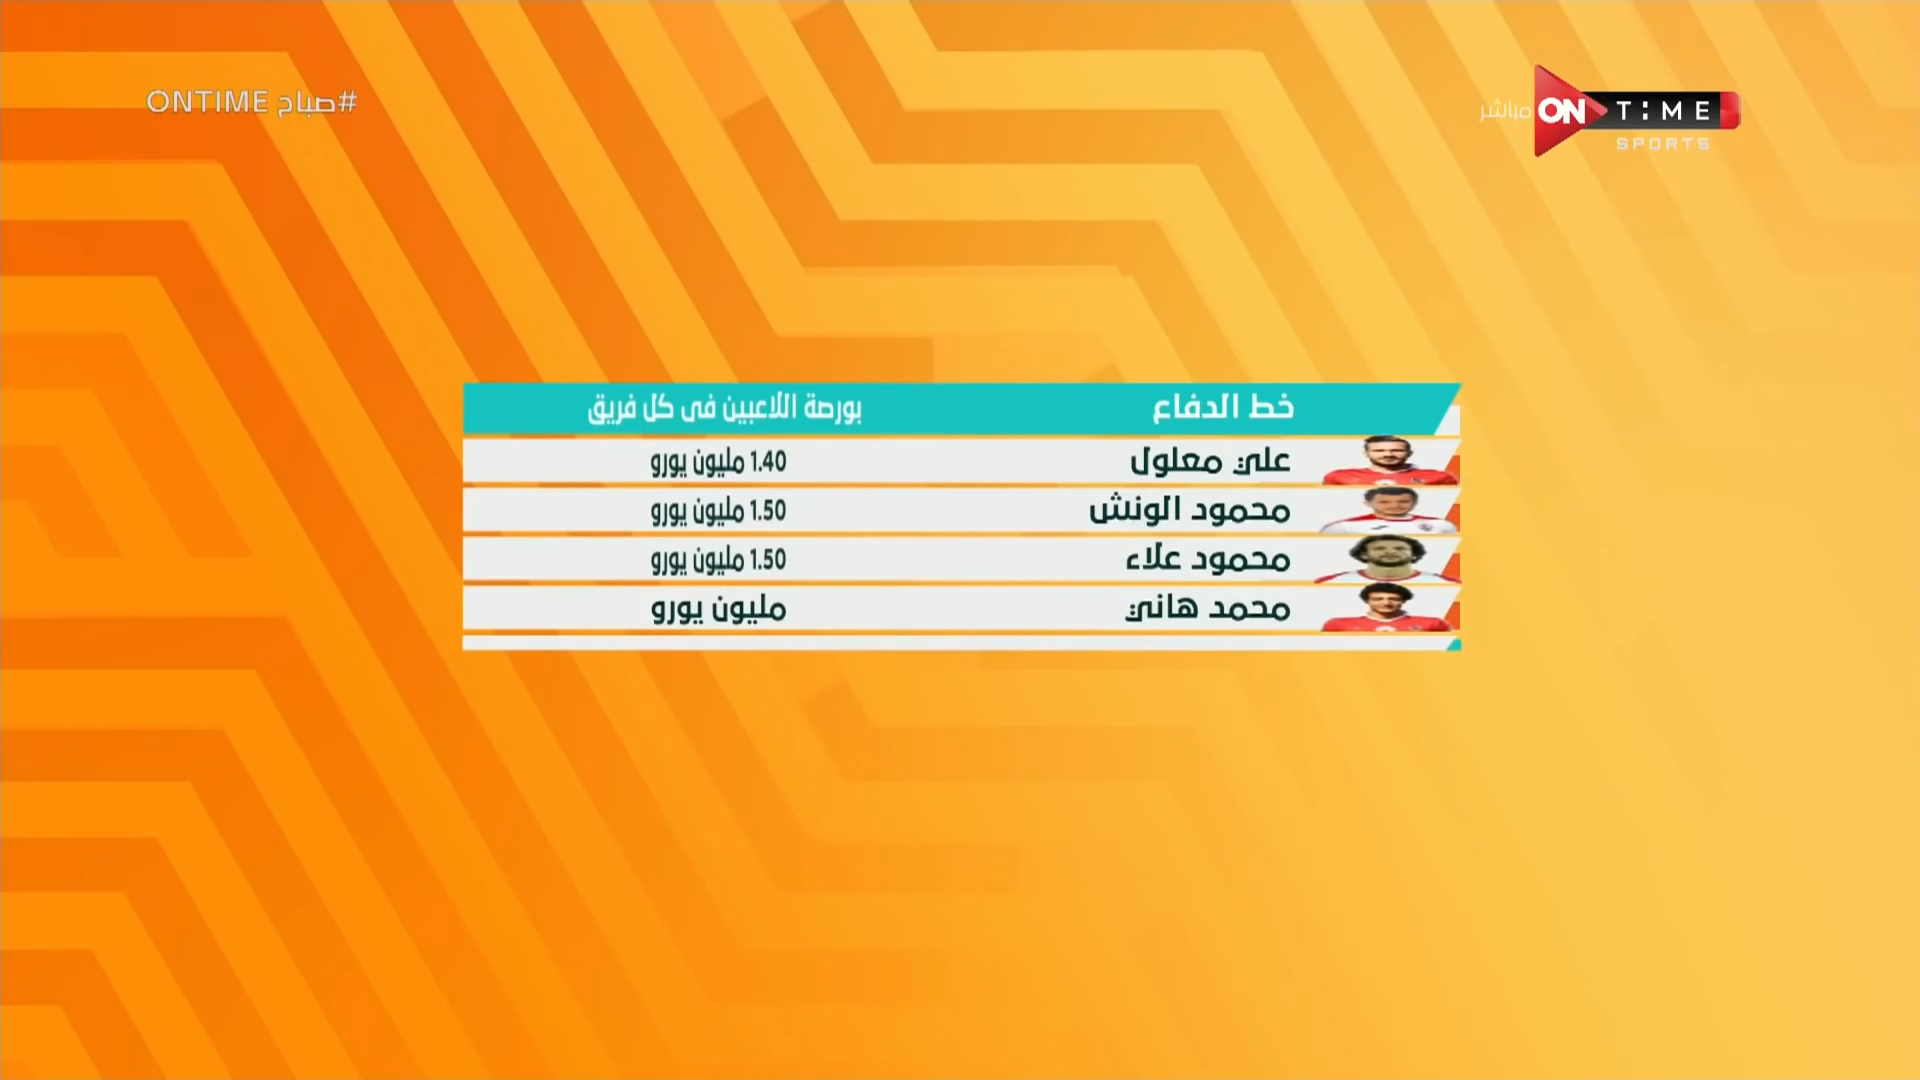 #صباح ONTIME
مباشر ON TIME
SPORTS
خط الدفاع بورصة اللاعبين فى كل فريق
علي معلول 1.40 مليون يورو
محمود الونش 1.50 مليون يورو
محمود علاء 1.50 مليون يورو
محمد هاني مليون يورو